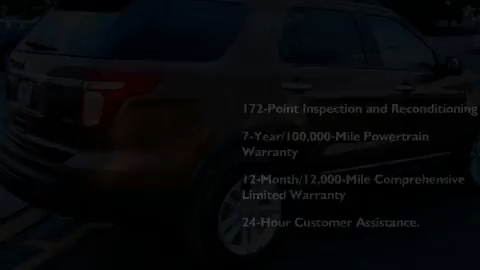 172-Point Inspection and Reconditioning
7-Year/100,000-Mile Powertrain
Warranty
12-Month/12,000-Mile Comprehensive
Limited Warranty
24-Hour Customer Assistance.